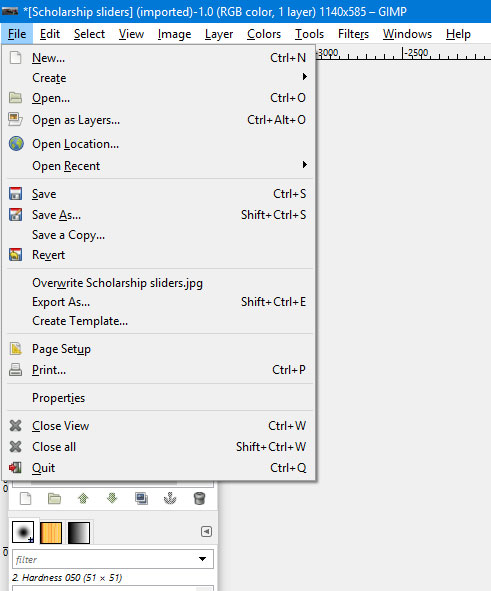 *[Scholarship sliders] (imported)-1.0 (RGB color, 1 layer) 1140x585 – GIMP
File Edit Select View Image Layer Colors Tools Filters Windows Help
-3000 -2500
New... Ctrl+N
Create
Open... Ctrl+O
Open as Layers... Ctrl+Alt+O
Open Location...
Open Recent
Save Ctrl+S
Save As... Shift+Ctrl+S
Save a Copy...
Revert
Overwrite Scholarship sliders.jpg
Export As... Shift+Ctrl+E
Create Template...
Page Setup
Print... Ctrl+P
Properties
Close View Ctrl+W
Close all Shift+Ctrl+W
Quit Ctrl+Q
filter
2. Hardness 050 (51 × 51)